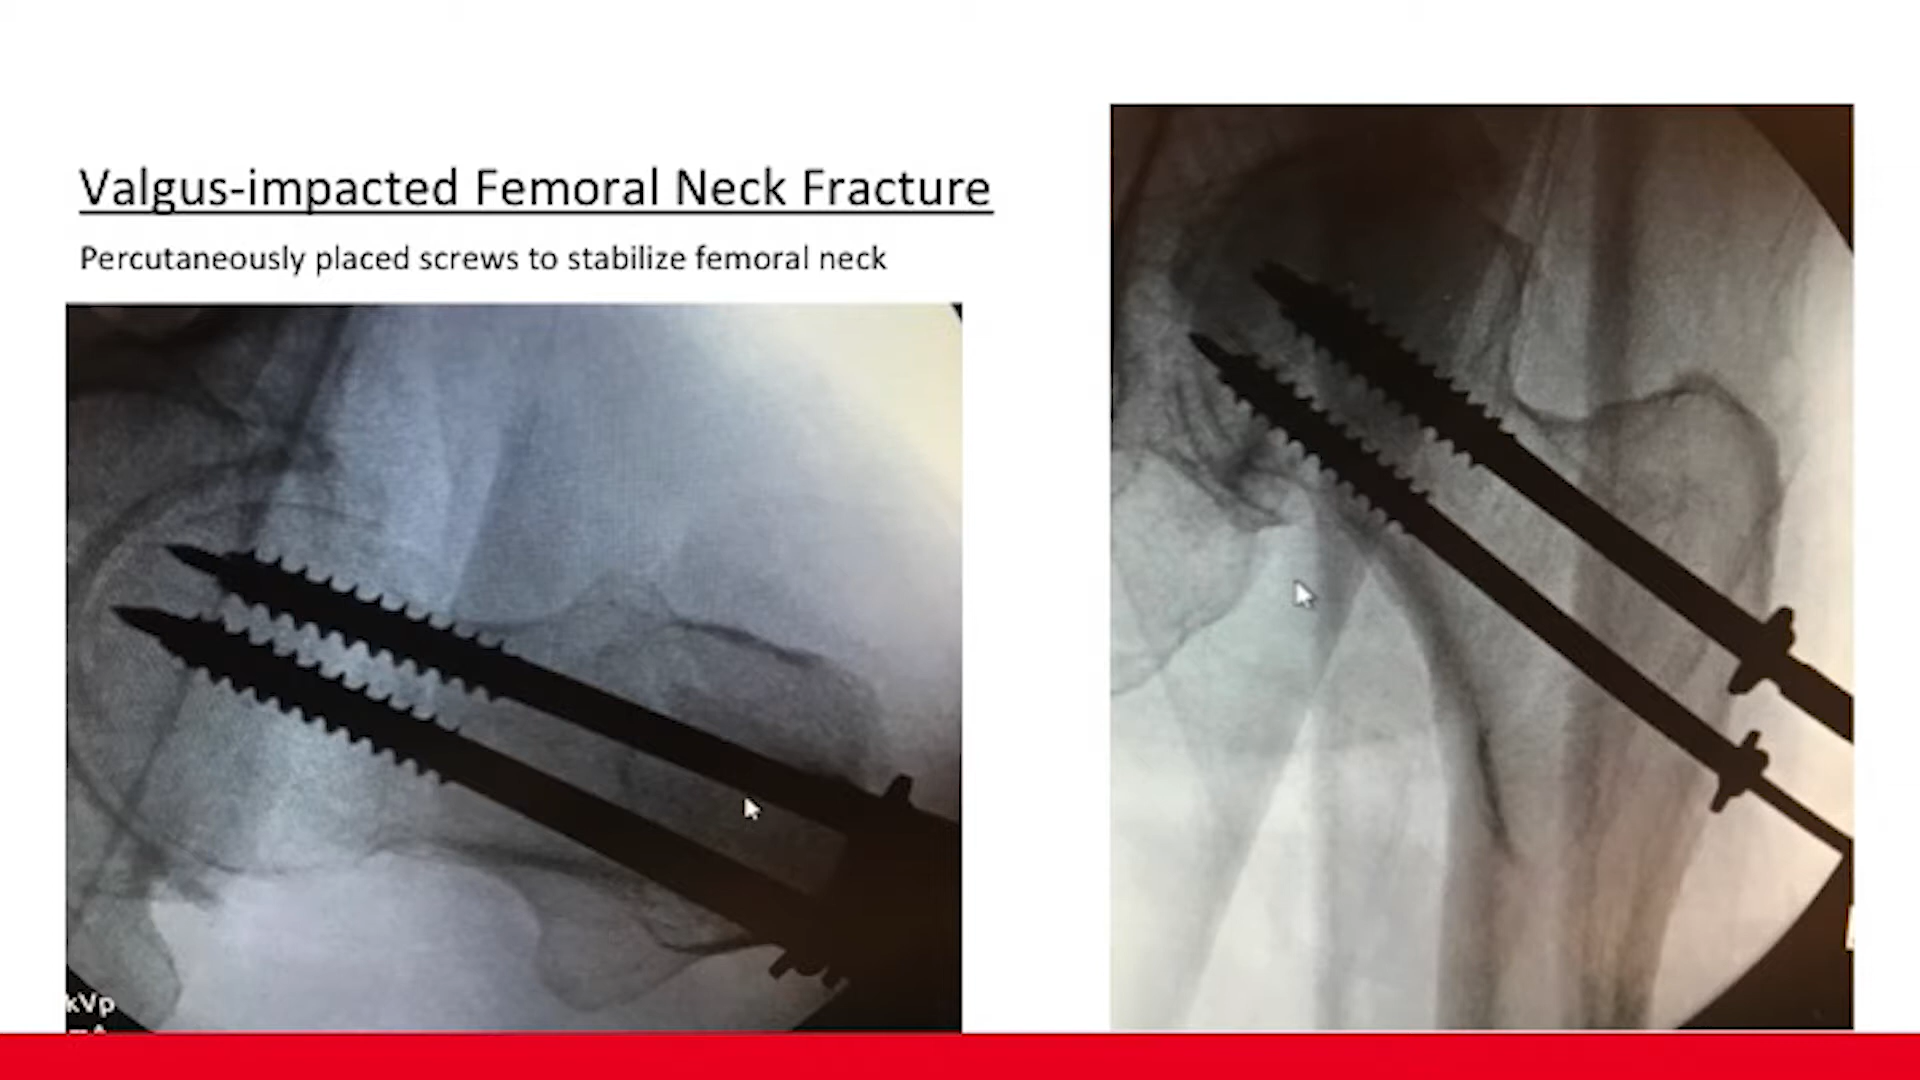 Valgus-impacted Femoral Neck Fracture
Percutaneously placed screws to stabilize femoral neck
kVp